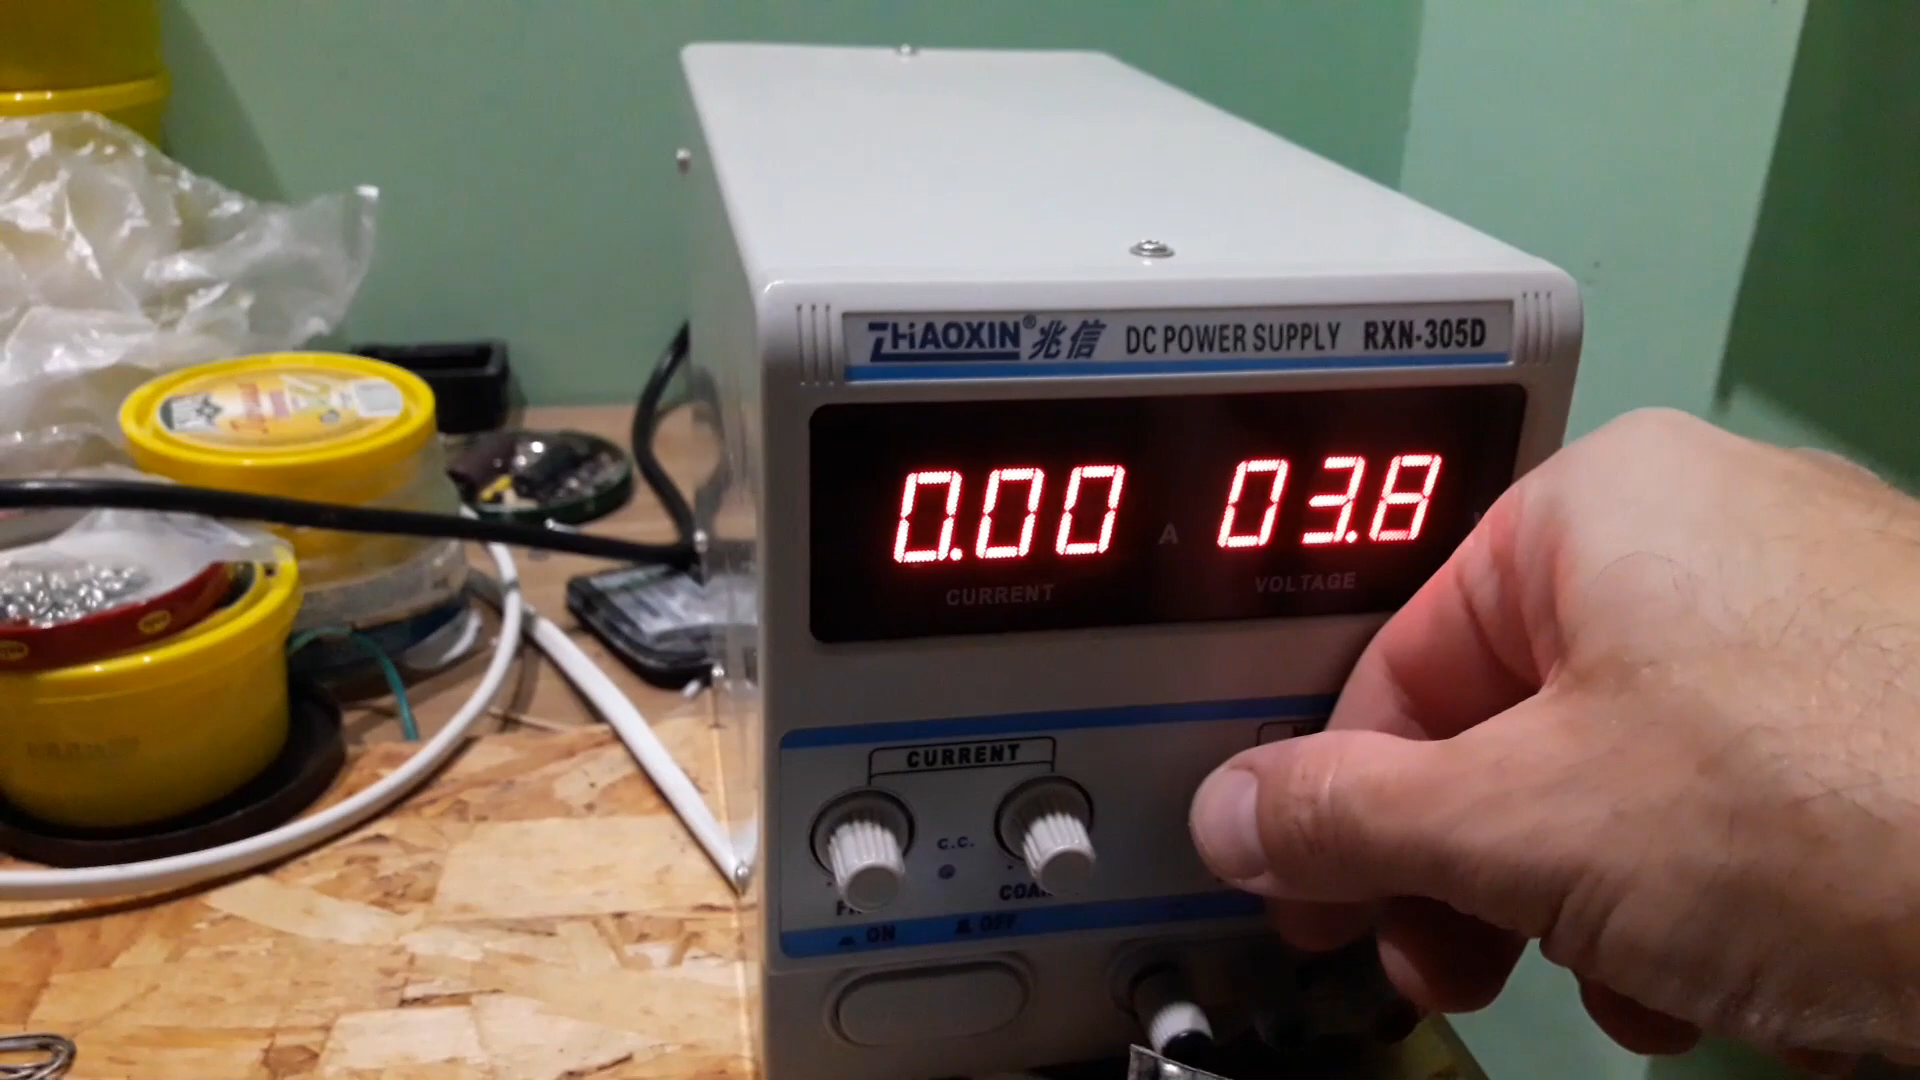 ZHAOXIN® 兆信 DC POWER SUPPLY RXN-305D
0.00 A 03.8
CURRENT VOLTAGE
CURRENT
C.C.
ON OFF